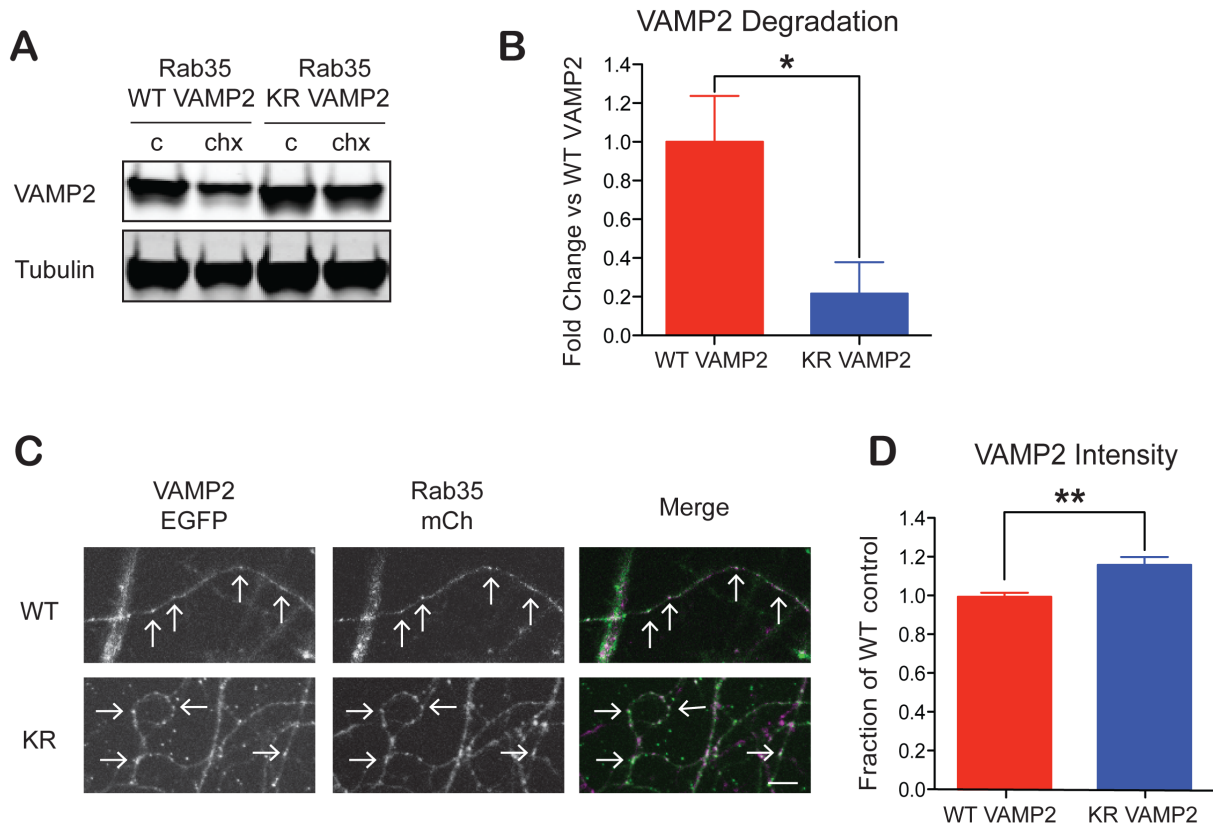 A
Rab35 WT VAMP2
Rab35 KR VAMP2
c chx c chx
VAMP2
Tubulin
B
VAMP2 Degradation
*
Fold Change vs WT VAMP2
1.4
1.2
1.0
0.8
0.6
0.4
0.2
0.0
WT VAMP2 KR VAMP2
C
VAMP2 EGFP
Rab35 mCh
Merge
WT
KR
D
VAMP2 Intensity
**
Fraction of WT control
1.4
1.2
1.0
0.8
0.6
0.4
0.2
0.0
WT VAMP2 KR VAMP2